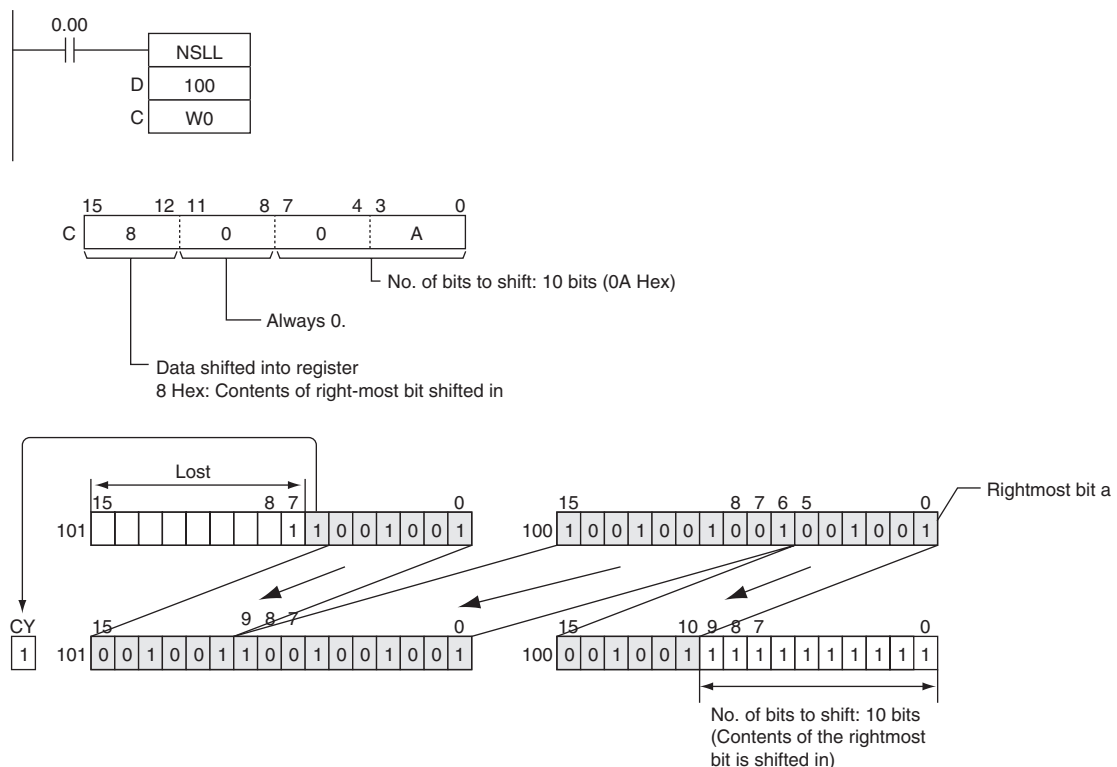 0.00
NSLL
D 100
C W0
15 12 11 8 7 4 3 0
C 8 0 0 A
No. of bits to shift: 10 bits (0A Hex)
Always 0.
Data shifted into register
8 Hex: Contents of right-most bit shifted in
Lost
15 8 7 0 15 8 7 6 5 0
Rightmost bit a
101 1 1 0 0 1 0 0 1 100 1 0 0 1 0 0 1 0 0 1 0 0 1 0 0 1
CY 15 9 8 7 0 15 10 9 8 7 0
1 101 0 0 1 0 0 1 1 0 0 1 0 0 1 0 0 1 100 0 0 1 0 0 1 1 1 1 1 1 1 1 1 1 1
No. of bits to shift: 10 bits
(Contents of the rightmost
bit is shifted in)